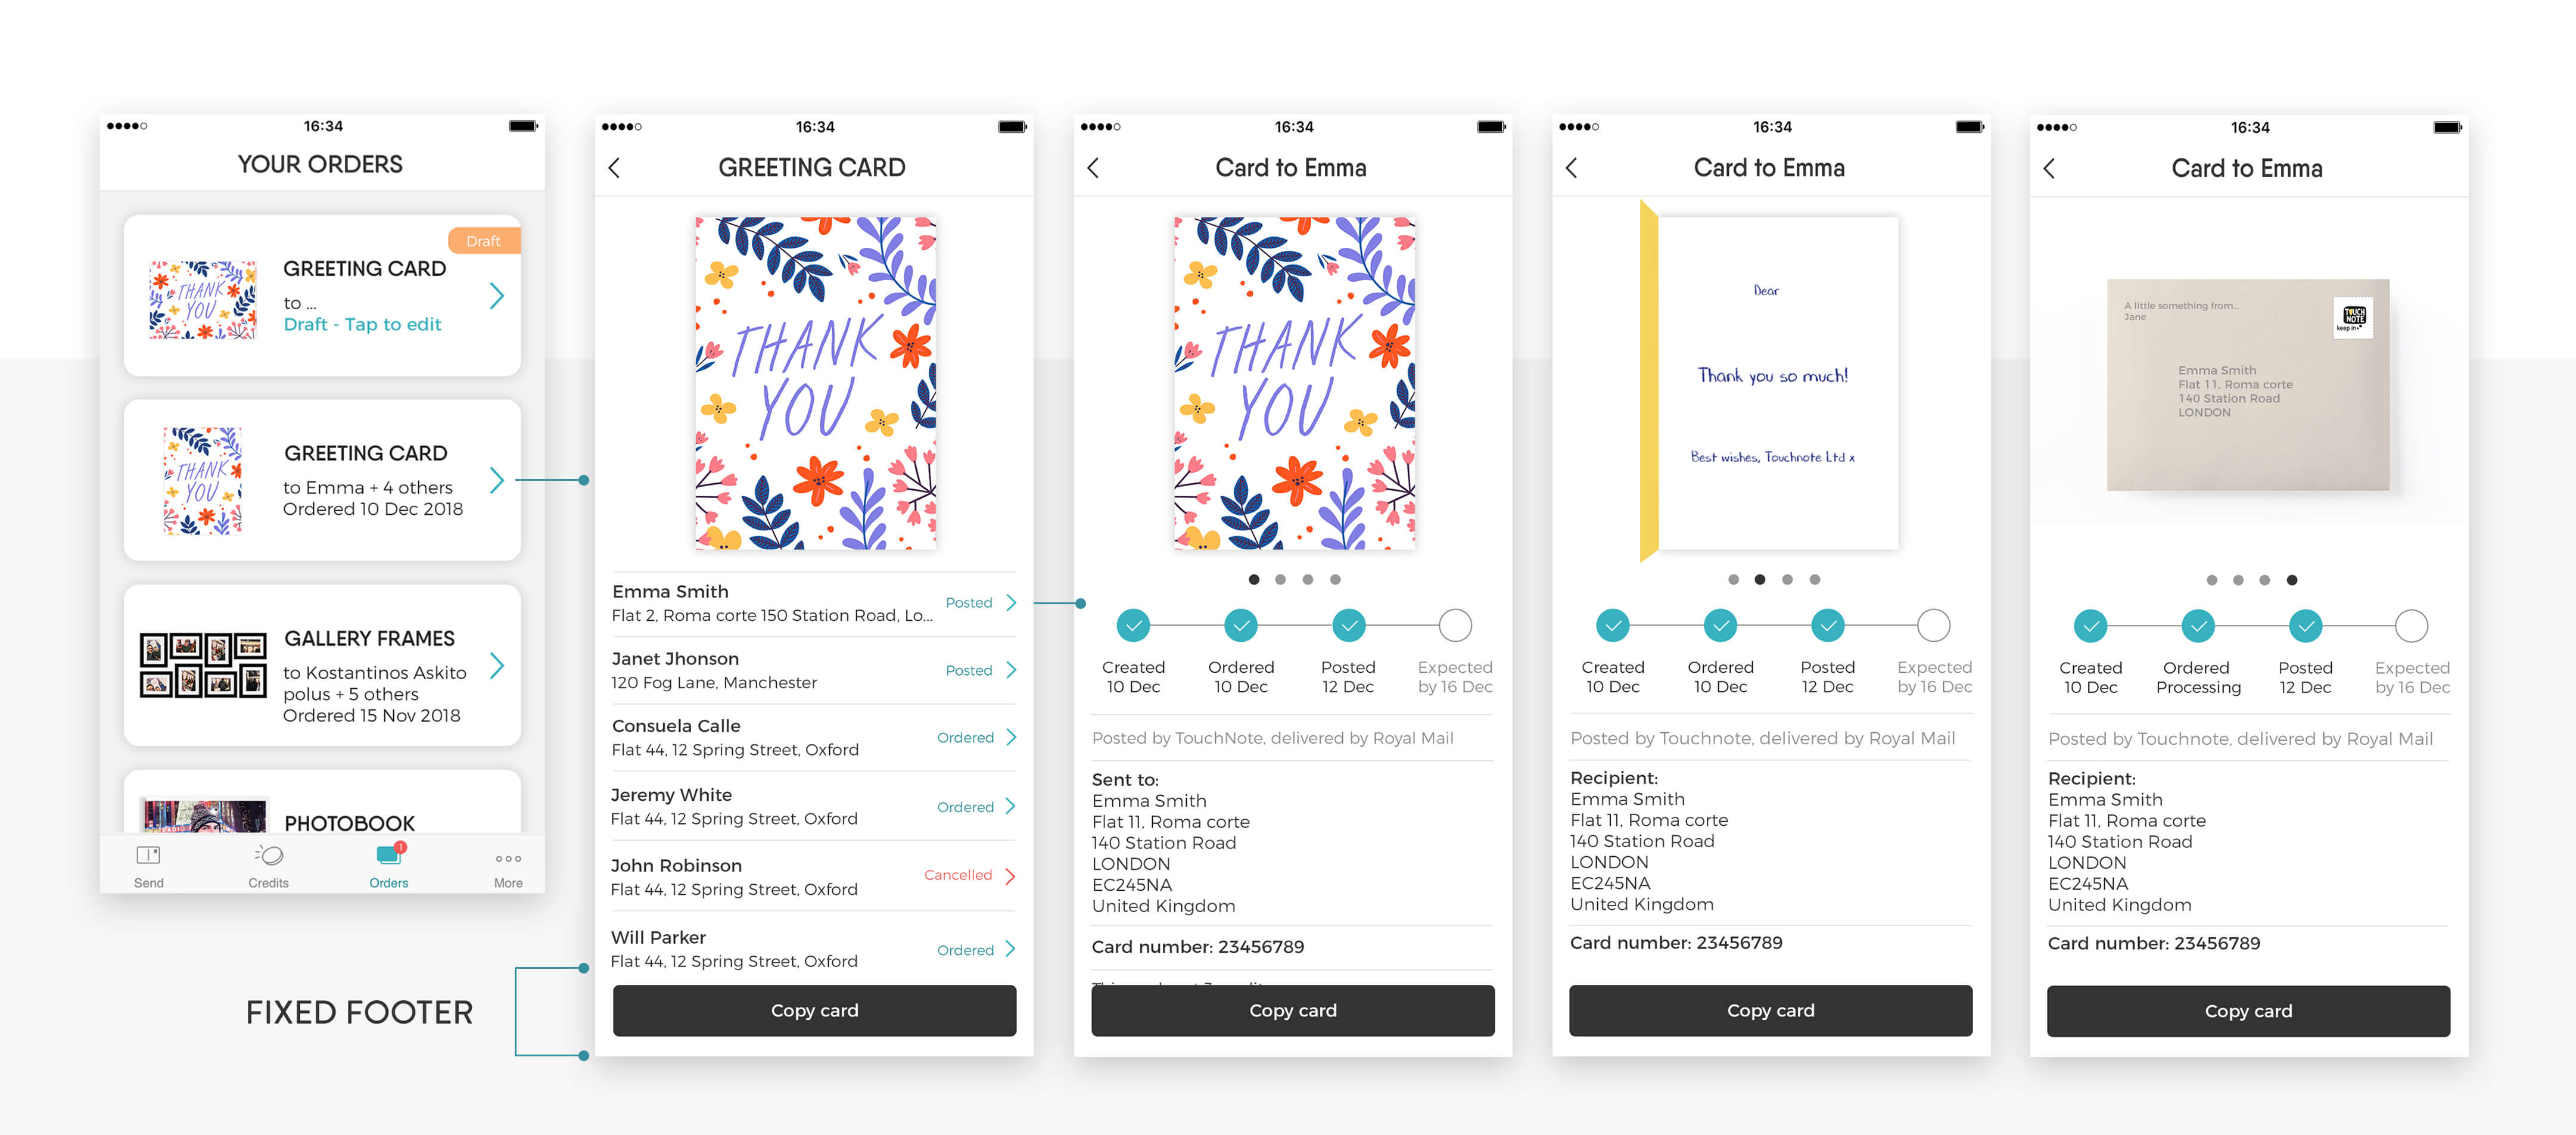 16:34
YOUR ORDERS
Draft
THANK
YOU
GREETING CARD
to ...
Draft - Tap to edit
THANK
YOU
GREETING CARD
to Emma + 4 others
Ordered 10 Dec 2018
GALLERY FRAMES
to Kostantinos Askito
polus + 5 others
Ordered 15 Nov 2018
PHOTOBOOK
1
Send
Credits
Orders
More
FIXED FOOTER
16:34
GREETING CARD
THANK
YOU
Emma Smith
Flat 2, Roma corte 150 Station Road, Lo...
Posted
Janet Jhonson
120 Fog Lane, Manchester
Posted
Consuela Calle
Flat 44, 12 Spring Street, Oxford
Ordered
Jeremy White
Flat 44, 12 Spring Street, Oxford
Ordered
John Robinson
Flat 44, 12 Spring Street, Oxford
Cancelled
Will Parker
Flat 44, 12 Spring Street, Oxford
Ordered
Copy card
16:34
Card to Emma
THANK
YOU
Created Ordered Posted Expected
10 Dec 10 Dec 12 Dec by 16 Dec
Posted by TouchNote, delivered by Royal Mail
Sent to:
Emma Smith
Flat 11, Roma corte
140 Station Road
LONDON
EC245NA
United Kingdom
Card number: 23456789
Copy card
16:34
Card to Emma
Dear
Thank you so much!
Best wishes, Touchnote Ltd x
Created Ordered Posted Expected
10 Dec 10 Dec 12 Dec by 16 Dec
Posted by Touchnote, delivered by Royal Mail
Recipient:
Emma Smith
Flat 11, Roma corte
140 Station Road
LONDON
EC245NA
United Kingdom
Card number: 23456789
Copy card
16:34
Card to Emma
A little something from...
Jane
TOUCH
NOTE
keep in
Emma Smith
Flat 11, Roma corte
140 Station Road
LONDON
Created Ordered Posted Expected
10 Dec Processing 12 Dec by 16 Dec
Posted by Touchnote, delivered by Royal Mail
Recipient:
Emma Smith
Flat 11, Roma corte
140 Station Road
LONDON
EC245NA
United Kingdom
Card number: 23456789
Copy card